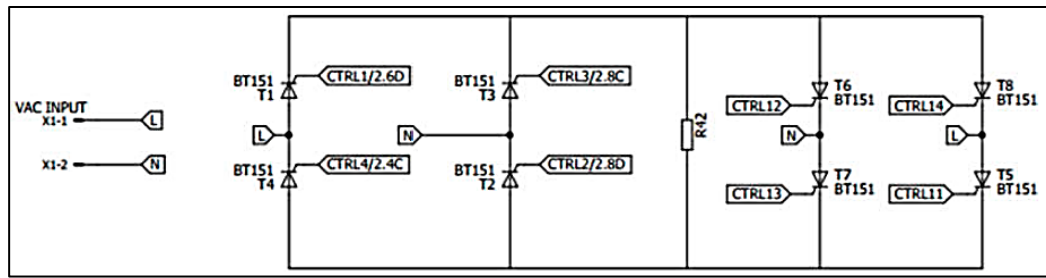 VAC INPUT
X1-1
L
X1-2
N
BT151
T1
CTRL1/2.6D
L
BT151
T4
CTRL4/2.4C
BT151
T3
CTRL3/2.8C
N
BT151
T2
CTRL2/2.8D
R42
CTRL12
T6
BT151
N
CTRL13
T7
BT151
CTRL14
T8
BT151
L
CTRL11
T5
BT151